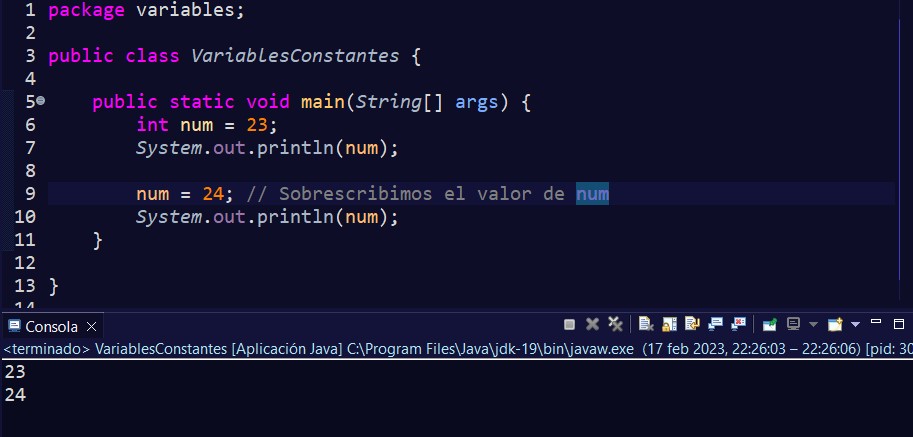 1 package variables;
2
3 public class VariablesConstantes {
4
5 public static void main(String[] args) {
6 int num = 23;
7 System.out.println(num);
8
9 num = 24; // Sobrescribimos el valor de num
10 System.out.println(num);
11 }
12
13 }
14
Consola
<terminado> VariablesConstantes [Aplicación Java] C:\Program Files\Java\jdk-19\bin\javaw.exe (17 feb 2023, 22:26:03 – 22:26:06) [pid: 30
23
24